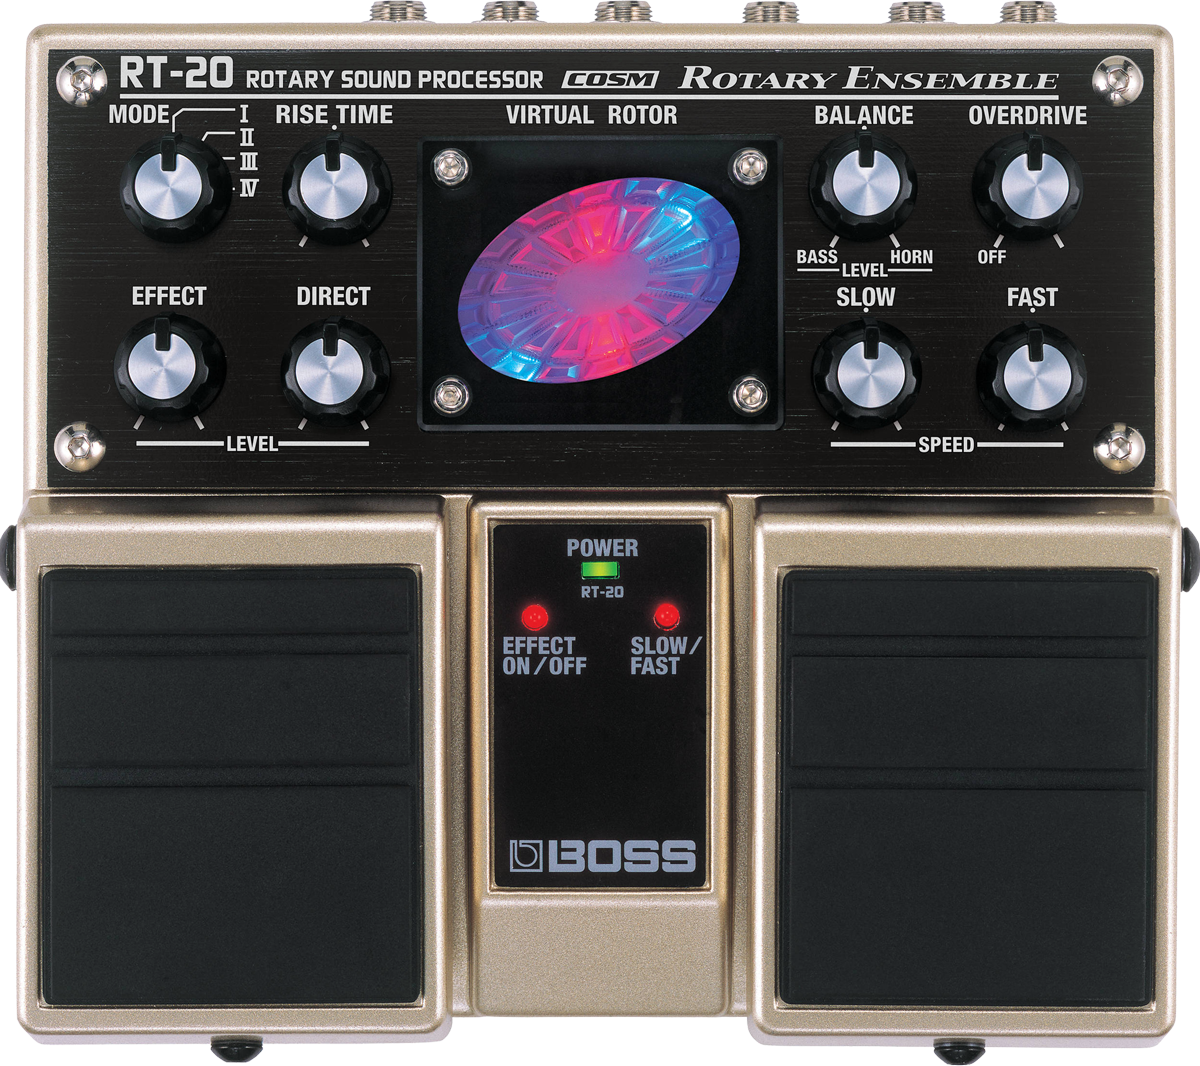 RT-20 ROTARY SOUND PROCESSOR COSM ROTARY ENSEMBLE
MODE I RISE TIME VIRTUAL ROTOR BALANCE OVERDRIVE
II
III
IV
BASS HORN OFF
LEVEL
EFFECT DIRECT SLOW FAST
LEVEL SPEED
POWER
RT-20
EFFECT ON/OFF
SLOW/FAST
BOSS